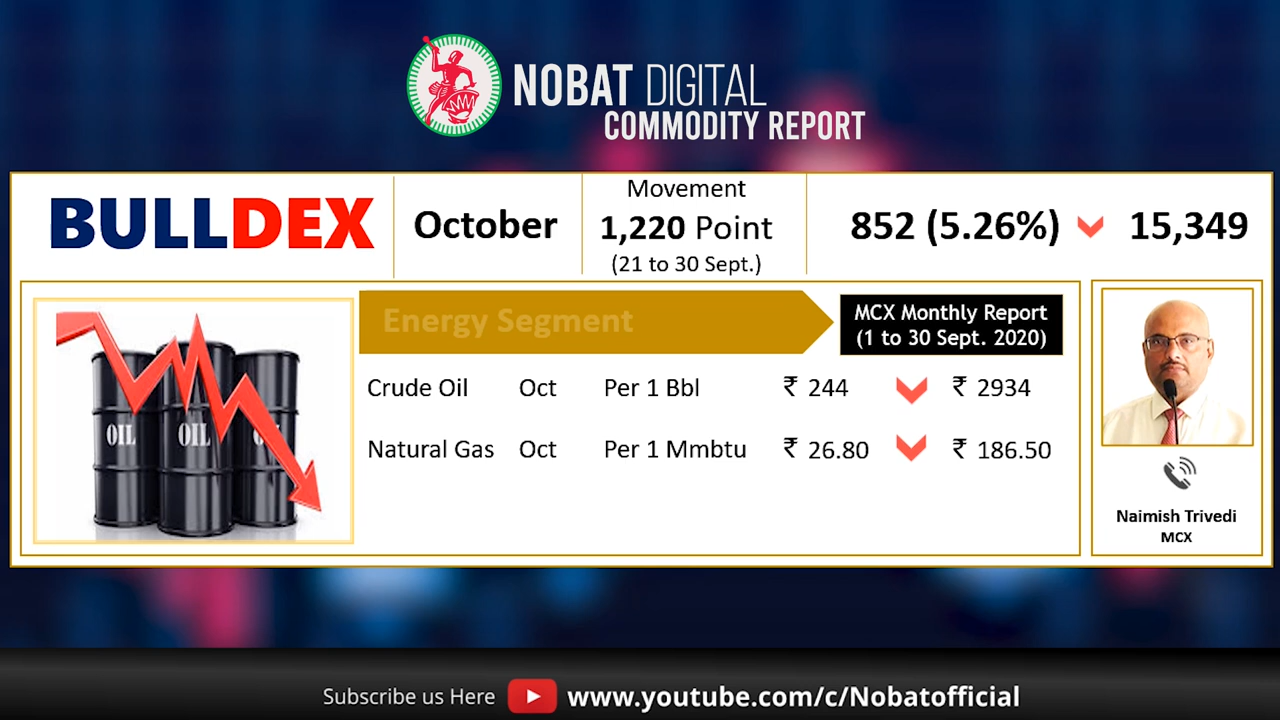 NOBAT DIGITAL
COMMODITY REPORT
BULLDEX
October
Movement
1,220 Point
(21 to 30 Sept.)
852 (5.26%) 15,349
Energy Segment
MCX Monthly Report
(1 to 30 Sept. 2020)
Crude Oil Oct Per 1 Bbl ₹ 244 ₹ 2934
Natural Gas Oct Per 1 Mmbtu ₹ 26.80 ₹ 186.50
OIL OIL
Naimish Trivedi
MCX
Subscribe us Here www.youtube.com/c/Nobatofficial